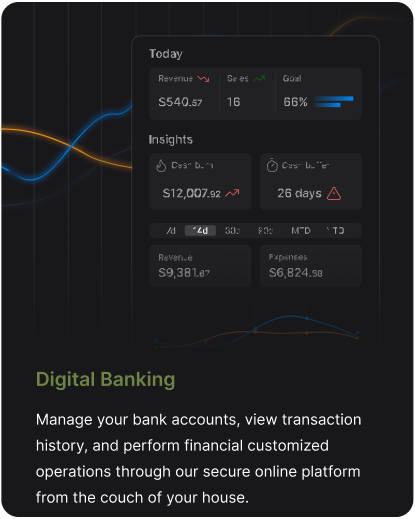 Today
Revenue Sales Goal
$540.57 16 66%
Insights
Cash burn Cash buffer
$12,007.92 26 days
7d 14d 30d 90d MTD YTD
Revenue Expenses
$9,381.67 $6,824.58
Digital Banking
Manage your bank accounts, view transaction
history, and perform financial customized
operations through our secure online platform
from the couch of your house.